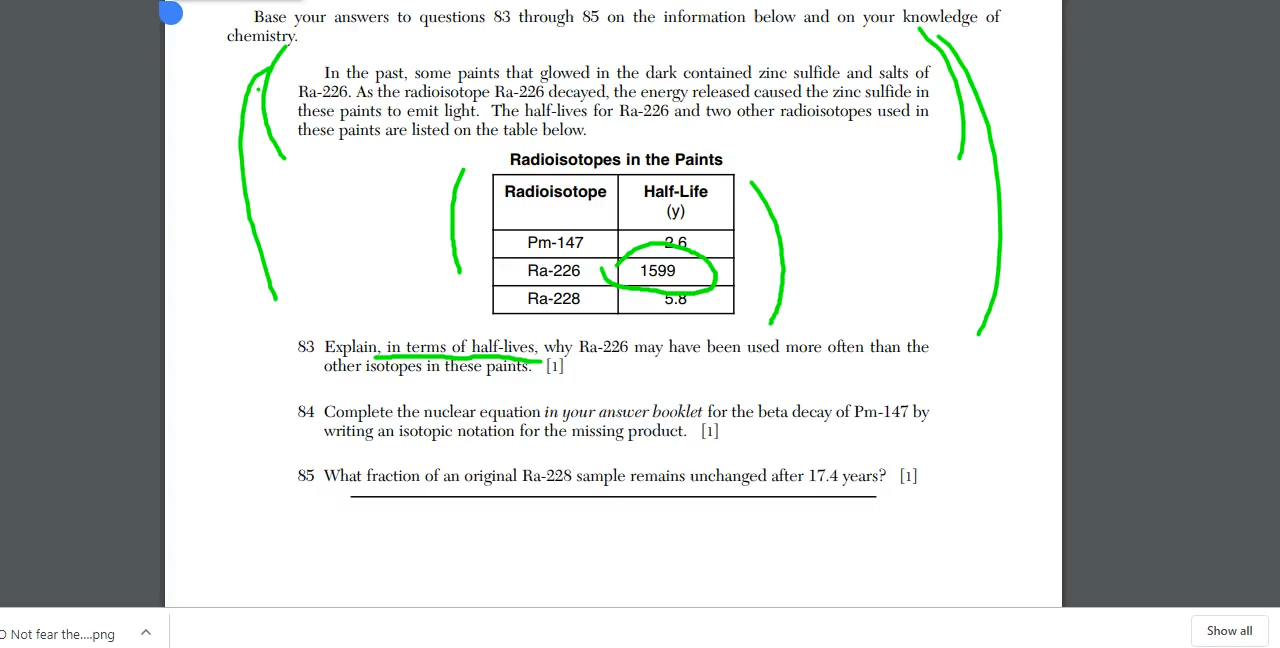 Base your answers to questions 83 through 85 on the information below and on your knowledge of
chemistry.
In the past, some paints that glowed in the dark contained zinc sulfide and salts of
Ra-226. As the radioisotope Ra-226 decayed, the energy released caused the zinc sulfide in
these paints to emit light. The half-lives for Ra-226 and two other radioisotopes used in
these paints are listed on the table below.
Radioisotopes in the Paints
Radioisotope Half-Life
(y)
Pm-147 2.6
Ra-226 1599
Ra-228 5.8
83 Explain, in terms of half-lives, why Ra-226 may have been used more often than the
other isotopes in these paints. [1]
84 Complete the nuclear equation in your answer booklet for the beta decay of Pm-147 by
writing an isotopic notation for the missing product. [1]
85 What fraction of an original Ra-228 sample remains unchanged after 17.4 years? [1]
O Not fear the....png
Show all